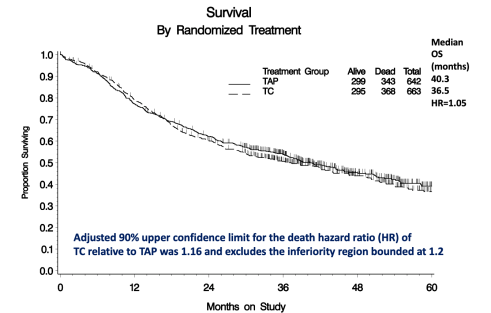 Survival
By Randomized Treatment
Median
OS
(months)
Treatment Group Alive Dead Total
TAP 299 343 642 40.3
TC 295 368 663 36.5
HR=1.05
1.0
0.9
0.8
0.7
0.6
0.5
0.4
0.3
0.2
0.1
0.0
Proportion Surviving
Adjusted 90% upper confidence limit for the death hazard ratio (HR) of
TC relative to TAP was 1.16 and excludes the inferiority region bounded at 1.2
0 12 24 36 48 60
Months on Study